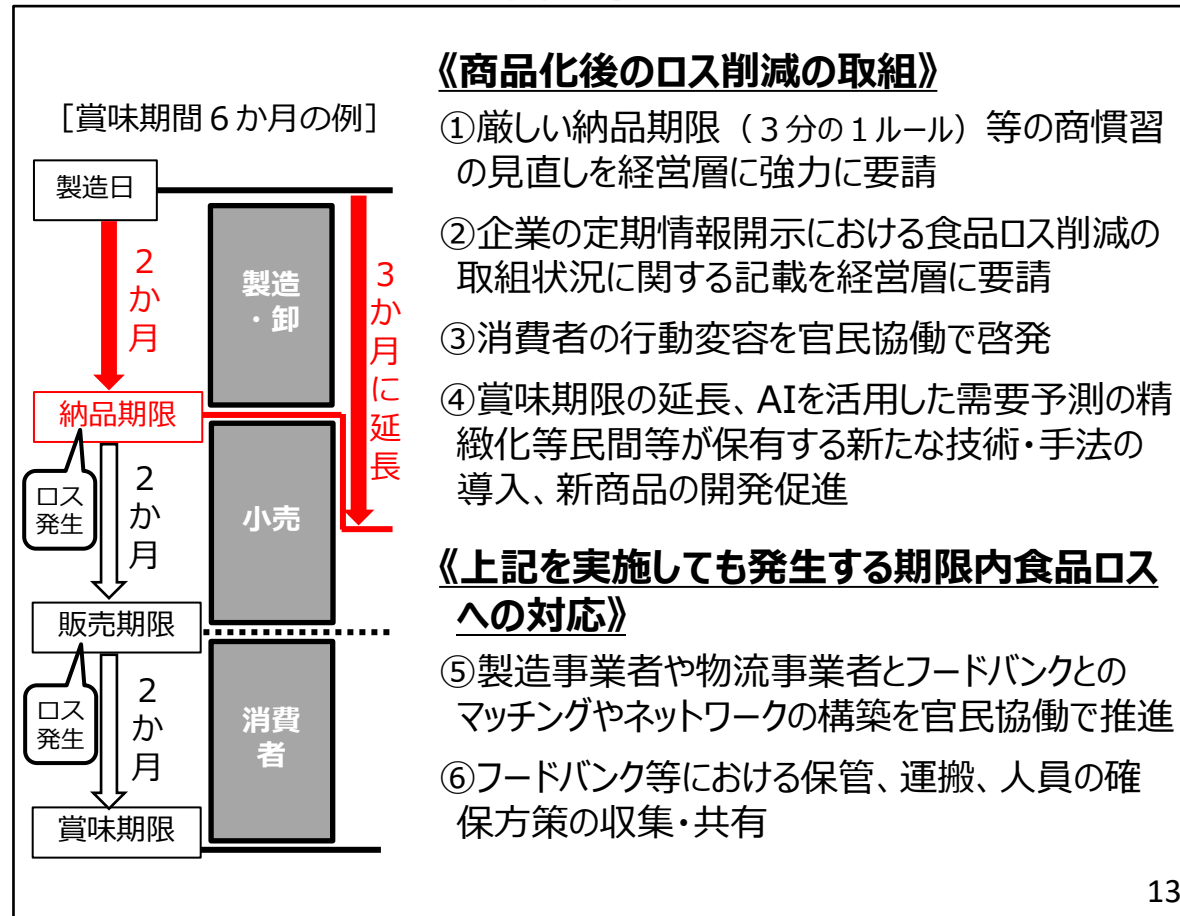 [賞味期間６か月の例]
製造日
２か月
納品期限
ロス
発生
２か月
販売期限
ロス
発生
２か月
賞味期限
製造
・卸
小売
消費
者
３か月に延長
《商品化後のロス削減の取組》
①厳しい納品期限（３分の１ルール）等の商慣習
の見直しを経営層に強力に要請
②企業の定期情報開示における食品ロス削減の
取組状況に関する記載を経営層に要請
③消費者の行動変容を官民協働で啓発
④賞味期限の延長、AIを活用した需要予測の精
緻化等民間等が保有する新たな技術・手法の
導入、新商品の開発促進
《上記を実施しても発生する期限内食品ロス
への対応》
⑤製造事業者や物流事業者とフードバンクとの
マッチングやネットワークの構築を官民協働で推進
⑥フードバンク等における保管、運搬、人員の確
保方策の収集・共有
13